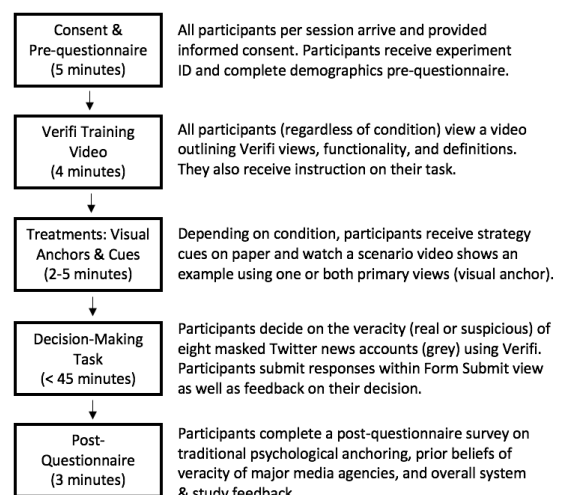 Consent &
Pre-questionnaire
(5 minutes)
All participants per session arrive and provided
informed consent. Participants receive experiment
ID and complete demographics pre-questionnaire.
Verifi Training
Video
(4 minutes)
All participants (regardless of condition) view a video
outlining Verifi views, functionality, and definitions.
They also receive instruction on their task.
Treatments: Visual
Anchors & Cues
(2-5 minutes)
Depending on condition, participants receive strategy
cues on paper and watch a scenario video shows an
example using one or both primary views (visual anchor).
Decision-Making
Task
(< 45 minutes)
Participants decide on the veracity (real or suspicious) of
eight masked Twitter news accounts (grey) using Verifi.
Participants submit responses within Form Submit view
as well as feedback on their decision.
Post-
Questionnaire
(3 minutes)
Participants complete a post-questionnaire survey on
traditional psychological anchoring, prior beliefs of
veracity of major media agencies, and overall system
& study feedback.